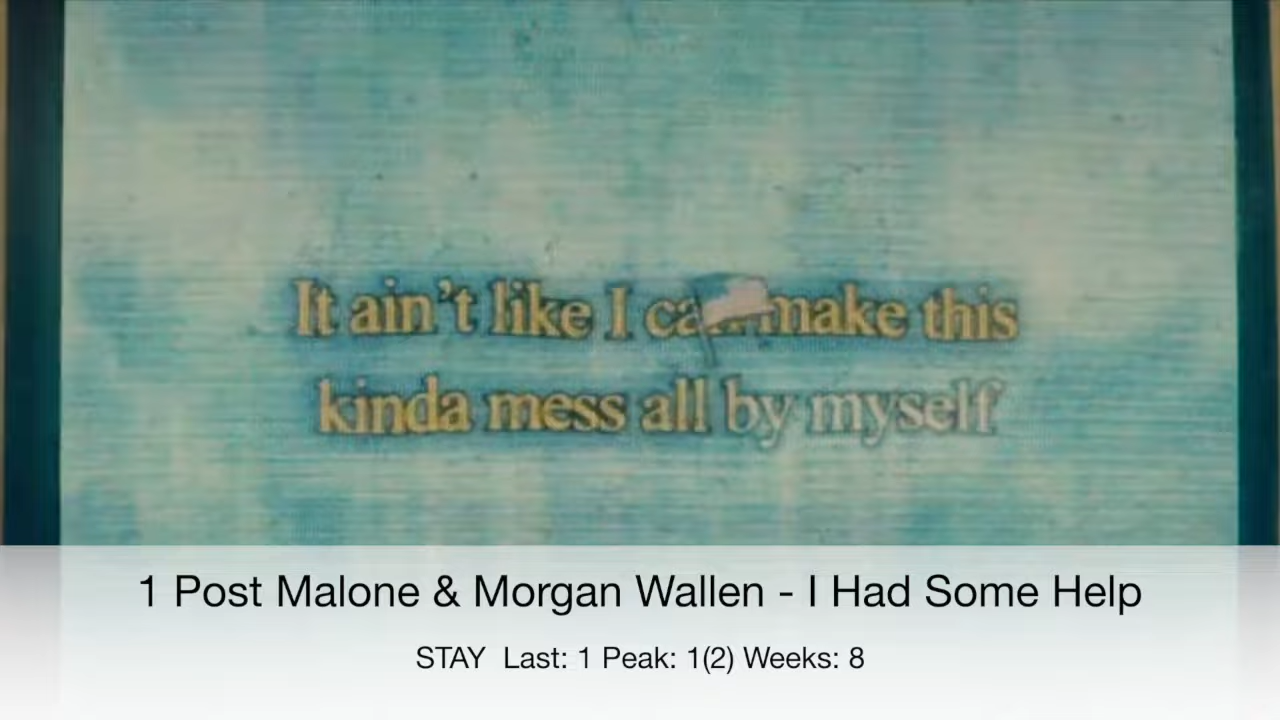 It ain't like I make this
kinda mess all by myself
1 Post Malone & Morgan Wallen - I Had Some Help
STAY Last: 1 Peak: 1(2) Weeks: 8